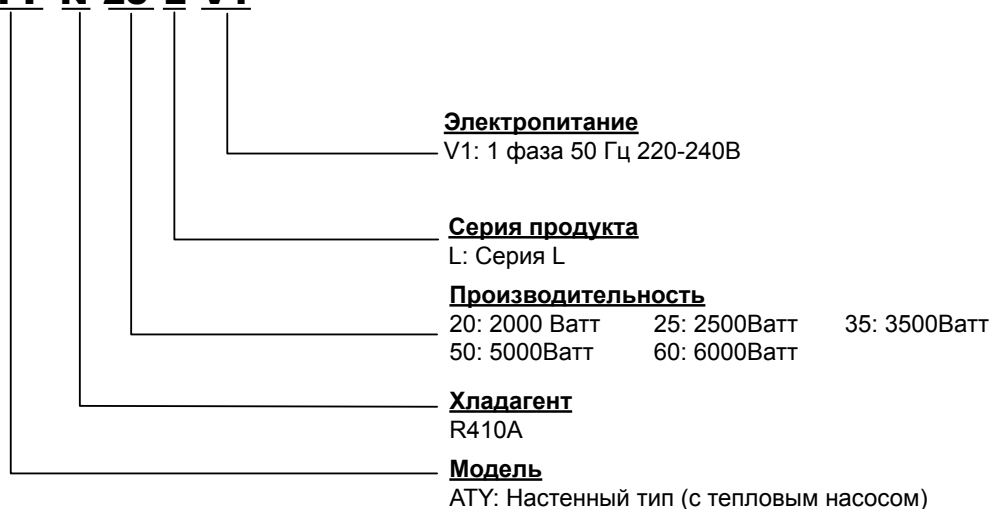 Электропитание
V1: 1 фаза 50 Гц 220-240В
Серия продукта
L: Серия L
Производительность
20: 2000 Ватт 25: 2500Ватт 35: 3500Ватт
50: 5000Ватт 60: 6000Ватт
Хладагент
R410A
Модель
ATY: Настенный тип (с тепловым насосом)